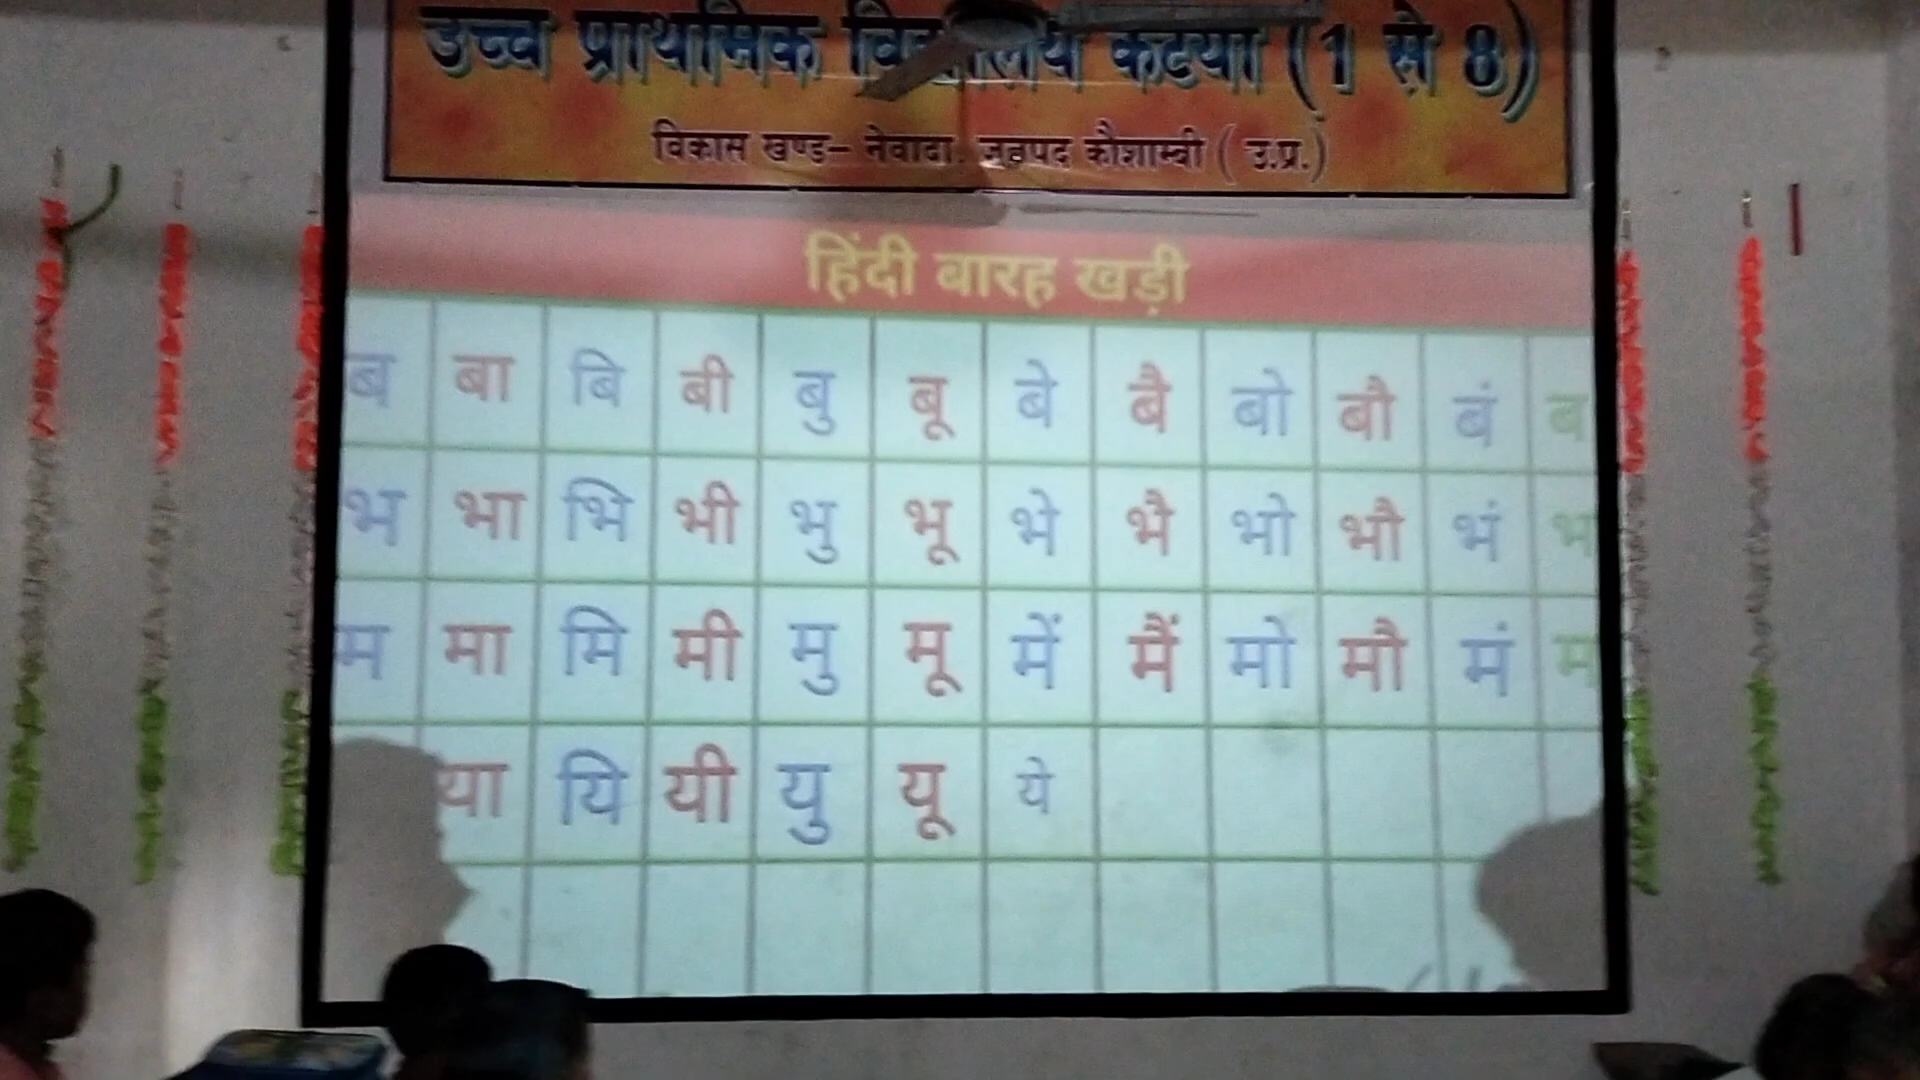 उच्च प्राथमिक विद्यालय कटया (1 से 8)
विकास खण्ड– नेवादा, जनपद कौशाम्बी ( उ.प्र.)
हिंदी बारह खड़ी
ब बा बि बी बु बू बे बै बो बौ बं ब
भ भा भि भी भु भू भे भै भो भौ भं भ
म मा मि मी मु मू में मैं मो मौ मं म
या यि यी यु यू ये